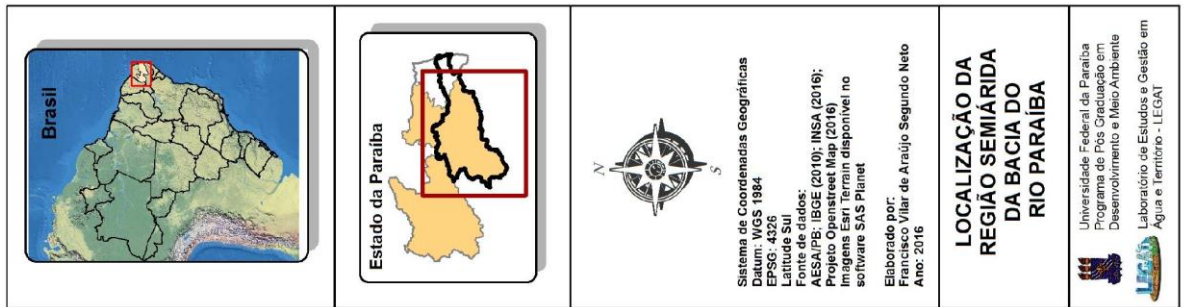 Brasil
Estado da Paraíba
N
S
Sistema de Coordenadas Geográficas
Datum: WGS 1984
EPSG: 4326
Latitude Sul
Fonte de dados:
AESA/PB; IBGE (2010); INSA (2016);
Projeto Openstreet Map (2016)
Imagens Esri Terrain disponível no
software SAS Planet
Elaborado por:
Francisco Vilar de Araújo Segundo Neto
Ano: 2016
LOCALIZAÇÃO DA
REGIÃO SEMIÁRIDA
DA BACIA DO
RIO PARAÍBA
Universidade Federal da Paraíba
Programa de Pós Graduação em
Desenvolvimento e Meio Ambiente
LEGAT
Laboratório de Estudos e Gestão em
Água e Território - LEGAT